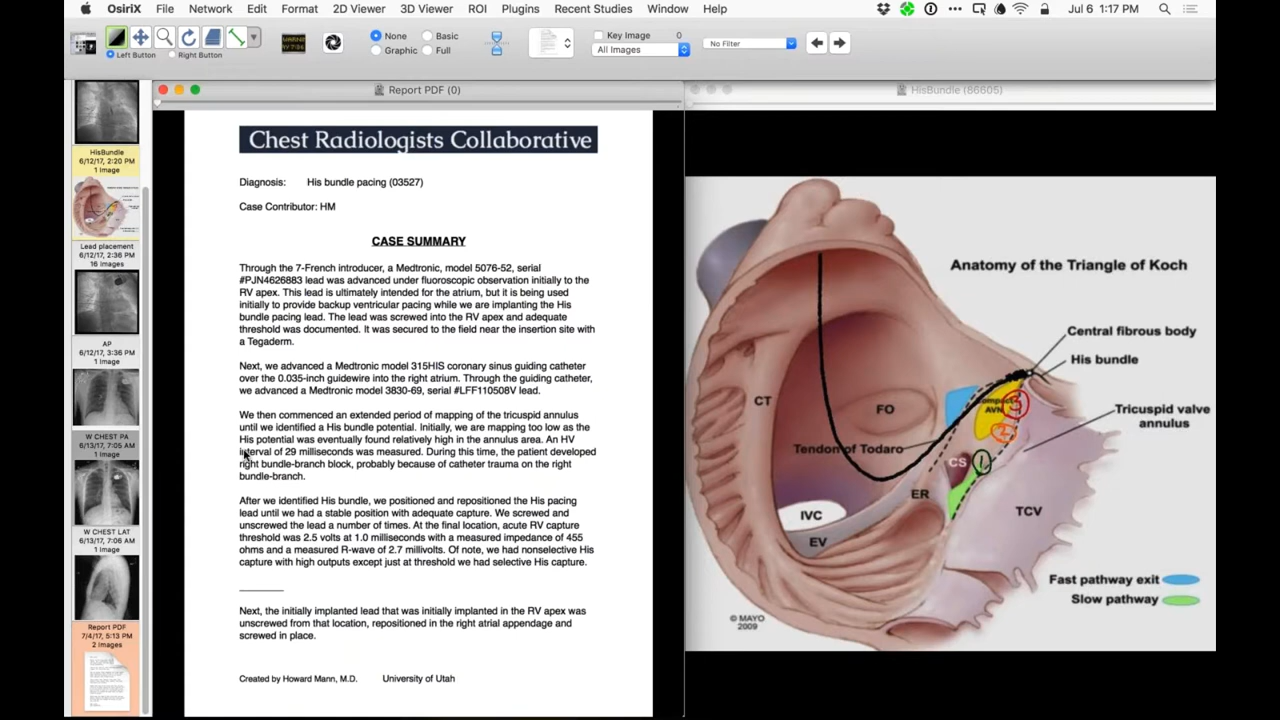 OsiriX File Network Edit Format 2D Viewer 3D Viewer ROI Plugins Recent Studies Window Help Jul 6 1:17 PM
None Basic Key Image 0
Graphic Full All Images No Filter
Left Button Right Button
Report PDF (0)
HisBundle (86605)
HisBundle
6/12/17, 2:20 PM
1 Image
Lead placement
6/12/17, 2:36 PM
16 Images
AP
6/12/17, 3:36 PM
1 Image
W CHEST PA
6/13/17, 7:05 AM
1 Image
W CHEST LAT
6/13/17, 7:06 AM
1 Image
Report PDF
7/4/17, 5:13 PM
2 Images
Chest Radiologists Collaborative
Diagnosis: His bundle pacing (03527)
Case Contributor: HM
CASE SUMMARY
Through the 7-French introducer, a Medtronic, model 5076-52, serial
#PJN4626883 lead was advanced under fluoroscopic observation initially to the
RV apex. This lead is ultimately intended for the atrium, but it is being used
initially to provide backup ventricular pacing while we are implanting the His
bundle pacing lead. The lead was screwed into the RV apex and adequate
threshold was documented. It was secured to the field near the insertion site with
a Tegaderm.
Next, we advanced a Medtronic model 315HIS coronary sinus guiding catheter
over the 0.035-inch guidewire into the right atrium. Through the guiding catheter,
we advanced a Medtronic model 3830-69, serial #LFF110508V lead.
We then commenced an extended period of mapping of the tricuspid annulus
until we identified a His bundle potential. Initially, we are mapping too low as the
His potential was eventually found relatively high in the annulus area. An HV
interval of 29 milliseconds was measured. During this time, the patient developed
right bundle-branch block, probably because of catheter trauma on the right
bundle-branch.
After we identified His bundle, we positioned and repositioned the His pacing
lead until we had a stable position with adequate capture. We screwed and
unscrewed the lead a number of times. At the final location, acute RV capture
threshold was 2.5 volts at 1.0 milliseconds with a measured impedance of 455
ohms and a measured R-wave of 2.7 millivolts. Of note, we had nonselective His
capture with high outputs except just at threshold we had selective His capture.
Next, the initially implanted lead that was initially implanted in the RV apex was
unscrewed from that location, repositioned in the right atrial appendage and
screwed in place.
Created by Howard Mann, M.D. University of Utah
Anatomy of the Triangle of Koch
Central fibrous body
His bundle
Tricuspid valve
annulus
CT
FO
AVN
3
2
Tendon of Todaro
CS
1
ER
IVC
TCV
EV
Fast pathway exit
Slow pathway
© MAYO
2009